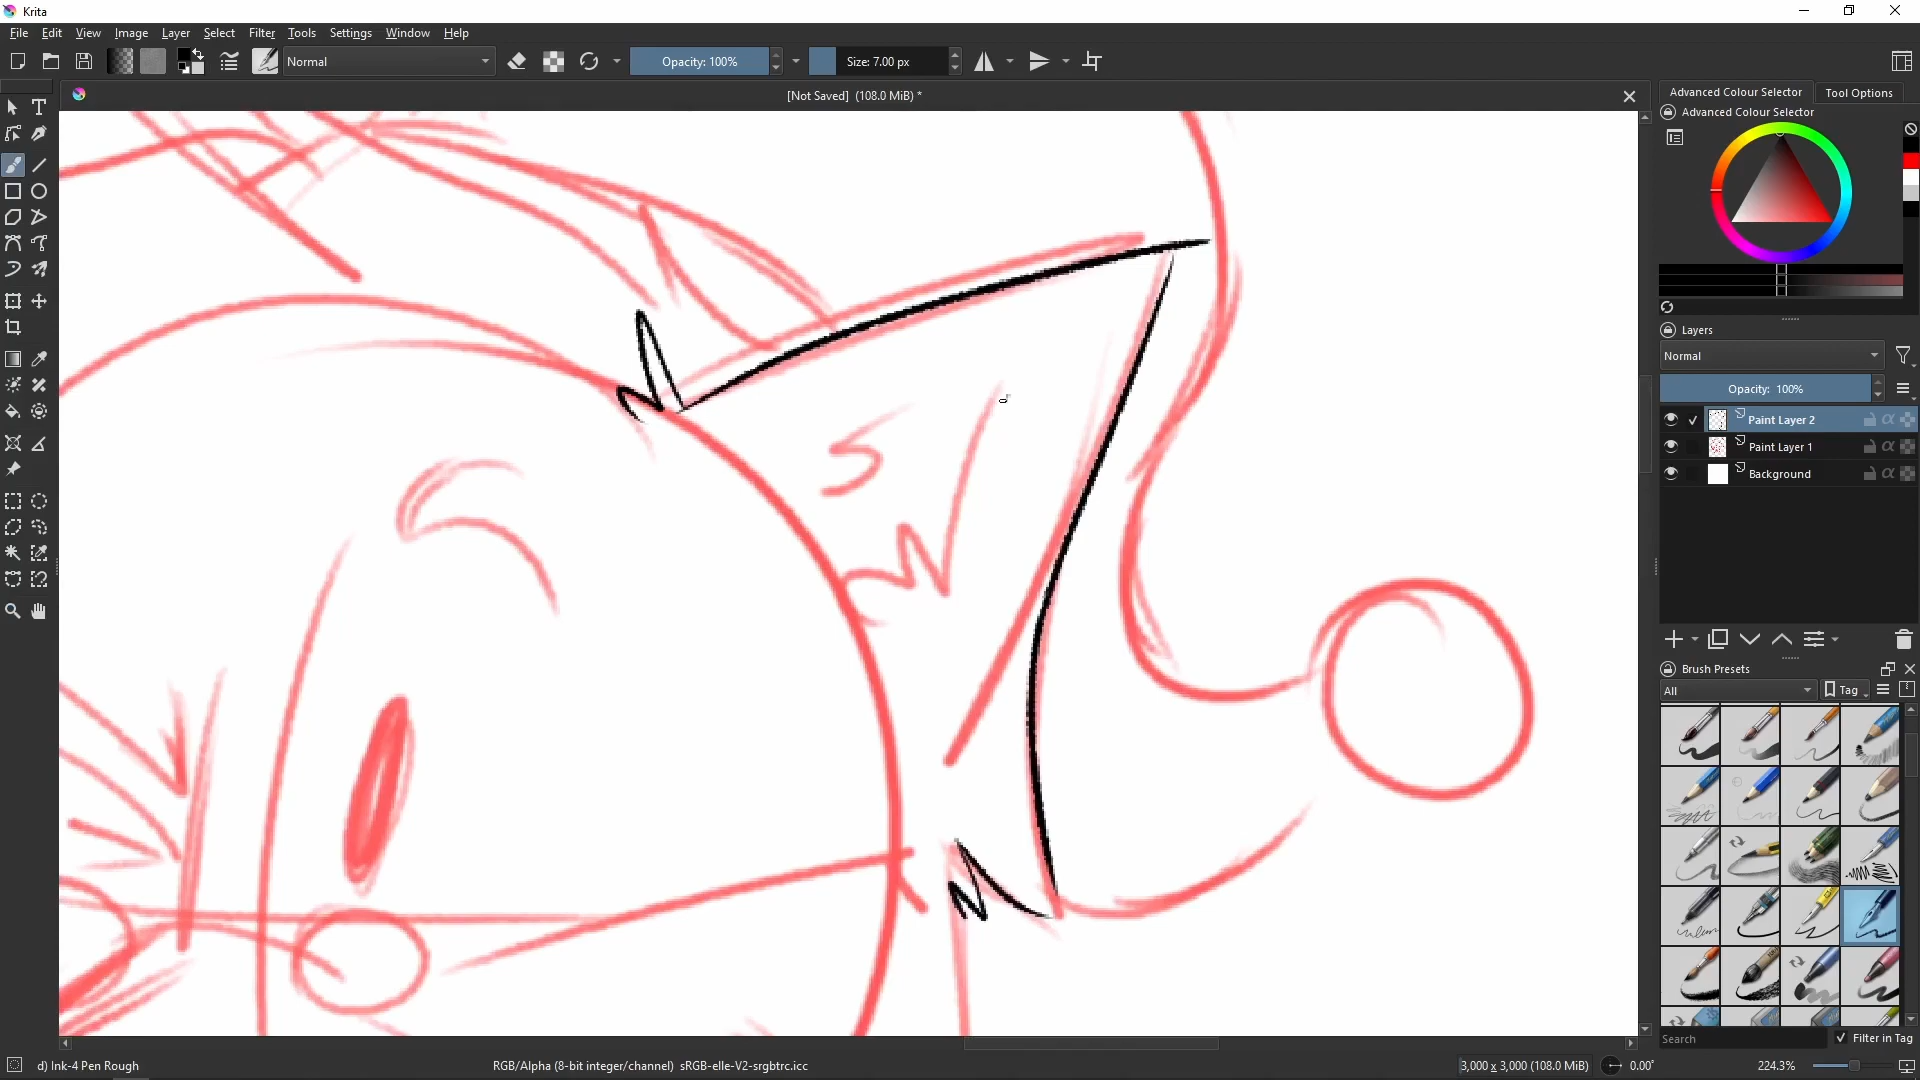 Krita
File Edit View Image Layer Select Filter Tools Settings Window Help
Normal
Opacity: 100%
Size: 7.00 px
[Not Saved] (108.0 MiB) *
Advanced Colour Selector
Tool Options
Advanced Colour Selector
Layers
Normal
Opacity: 100%
Paint Layer 2
Paint Layer 1
Background
Brush Presets
All
Tag
Search
Filter in Tag
d) Ink-4 Pen Rough
RGB/Alpha (8-bit integer/channel) sRGB-elle-V2-srgbtrc.icc
3,000 x 3,000 (108.0 MiB)
0.00°
224.3%